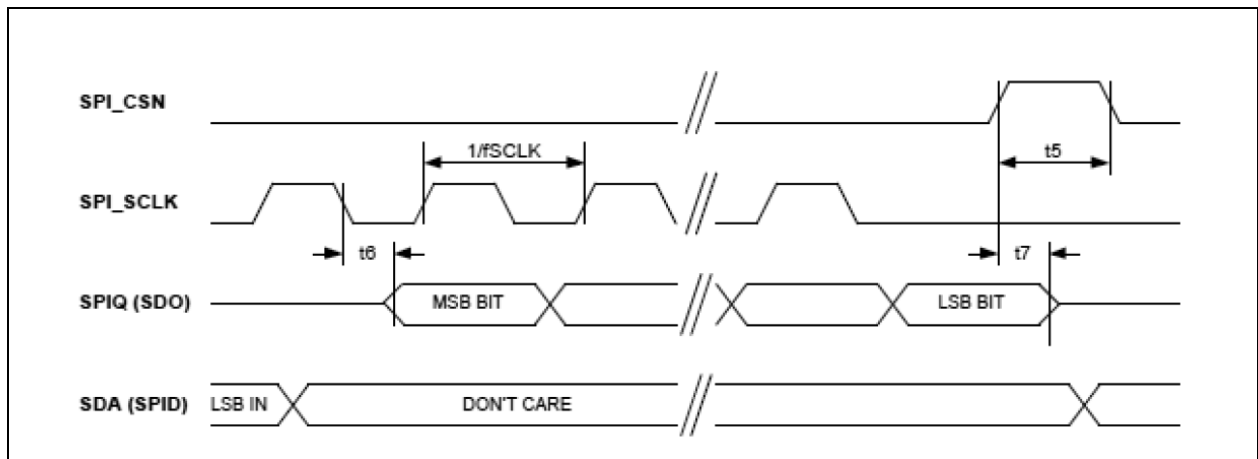 SPI_CSN
t5
1/fSCLK
SPI_SCLK
t6
t7
SPIQ (SDO)
MSB BIT
LSB BIT
SDA (SPID)
LSB IN
DON'T CARE